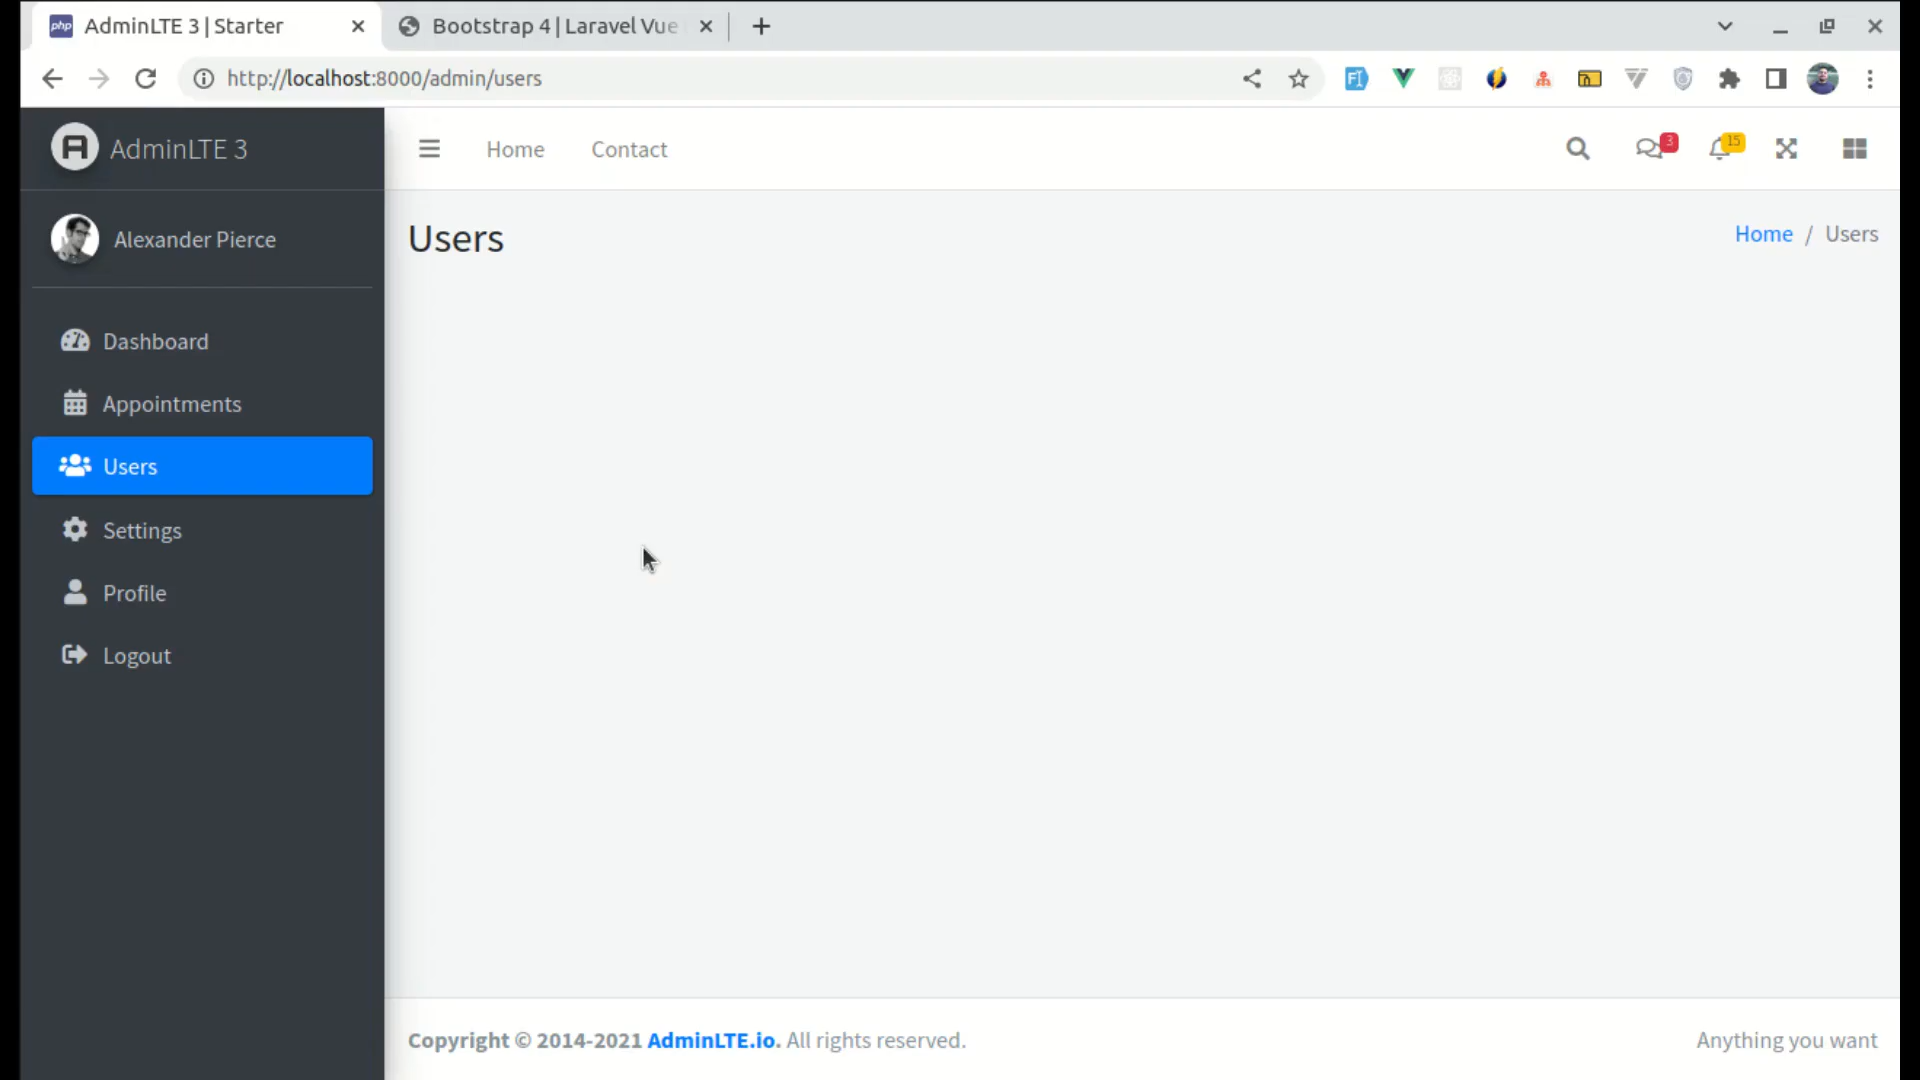 php AdminLTE 3 | Starter
Bootstrap 4 | Laravel Vue
http://localhost:8000/admin/users
AdminLTE 3
Home
Contact
3
15
Alexander Pierce
Users
Home / Users
Dashboard
Appointments
Users
Settings
Profile
Logout
Copyright © 2014-2021 AdminLTE.io. All rights reserved.
Anything you want